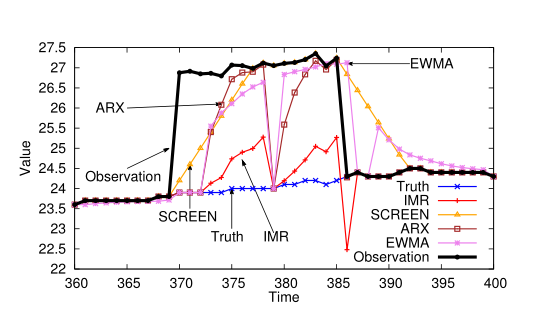 27.5
27
26.5
26
25.5
25
24.5
24
23.5
23
22.5
22
Value
360
365
370
375
380
385
390
395
400
Time
EWMA
ARX
Observation
SCREEN
Truth
IMR
Truth
IMR
SCREEN
ARX
EWMA
Observation